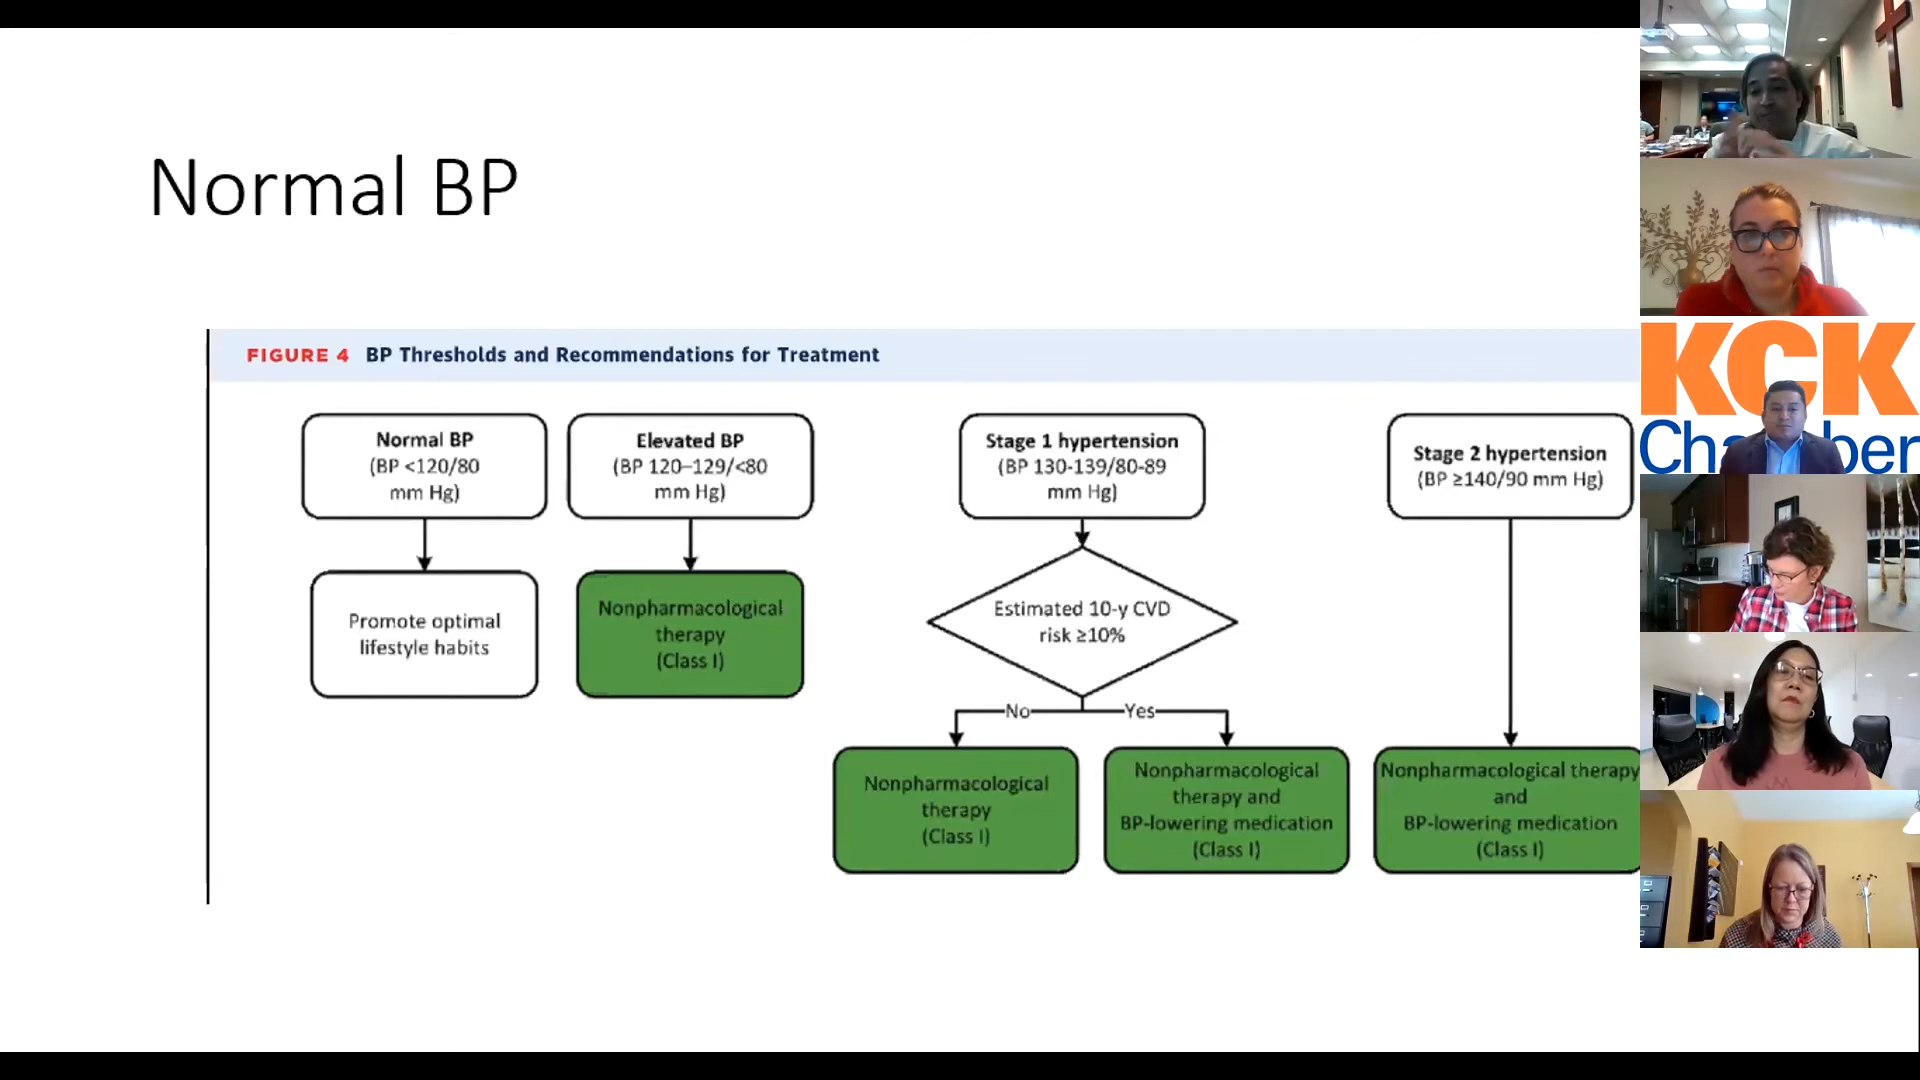 Normal BP
FIGURE 4 BP Thresholds and Recommendations for Treatment
Normal BP
(BP <120/80
mm Hg)
Elevated BP
(BP 120–129/<80
mm Hg)
Stage 1 hypertension
(BP 130-139/80-89
mm Hg)
Stage 2 hypertension
(BP ≥140/90 mm Hg)
Promote optimal
lifestyle habits
Nonpharmacological
therapy
(Class I)
Estimated 10-y CVD
risk ≥10%
No
Yes
Nonpharmacological
therapy
(Class I)
Nonpharmacological
therapy and
BP-lowering medication
(Class I)
Nonpharmacological therapy
and
BP-lowering medication
(Class I)
KCK